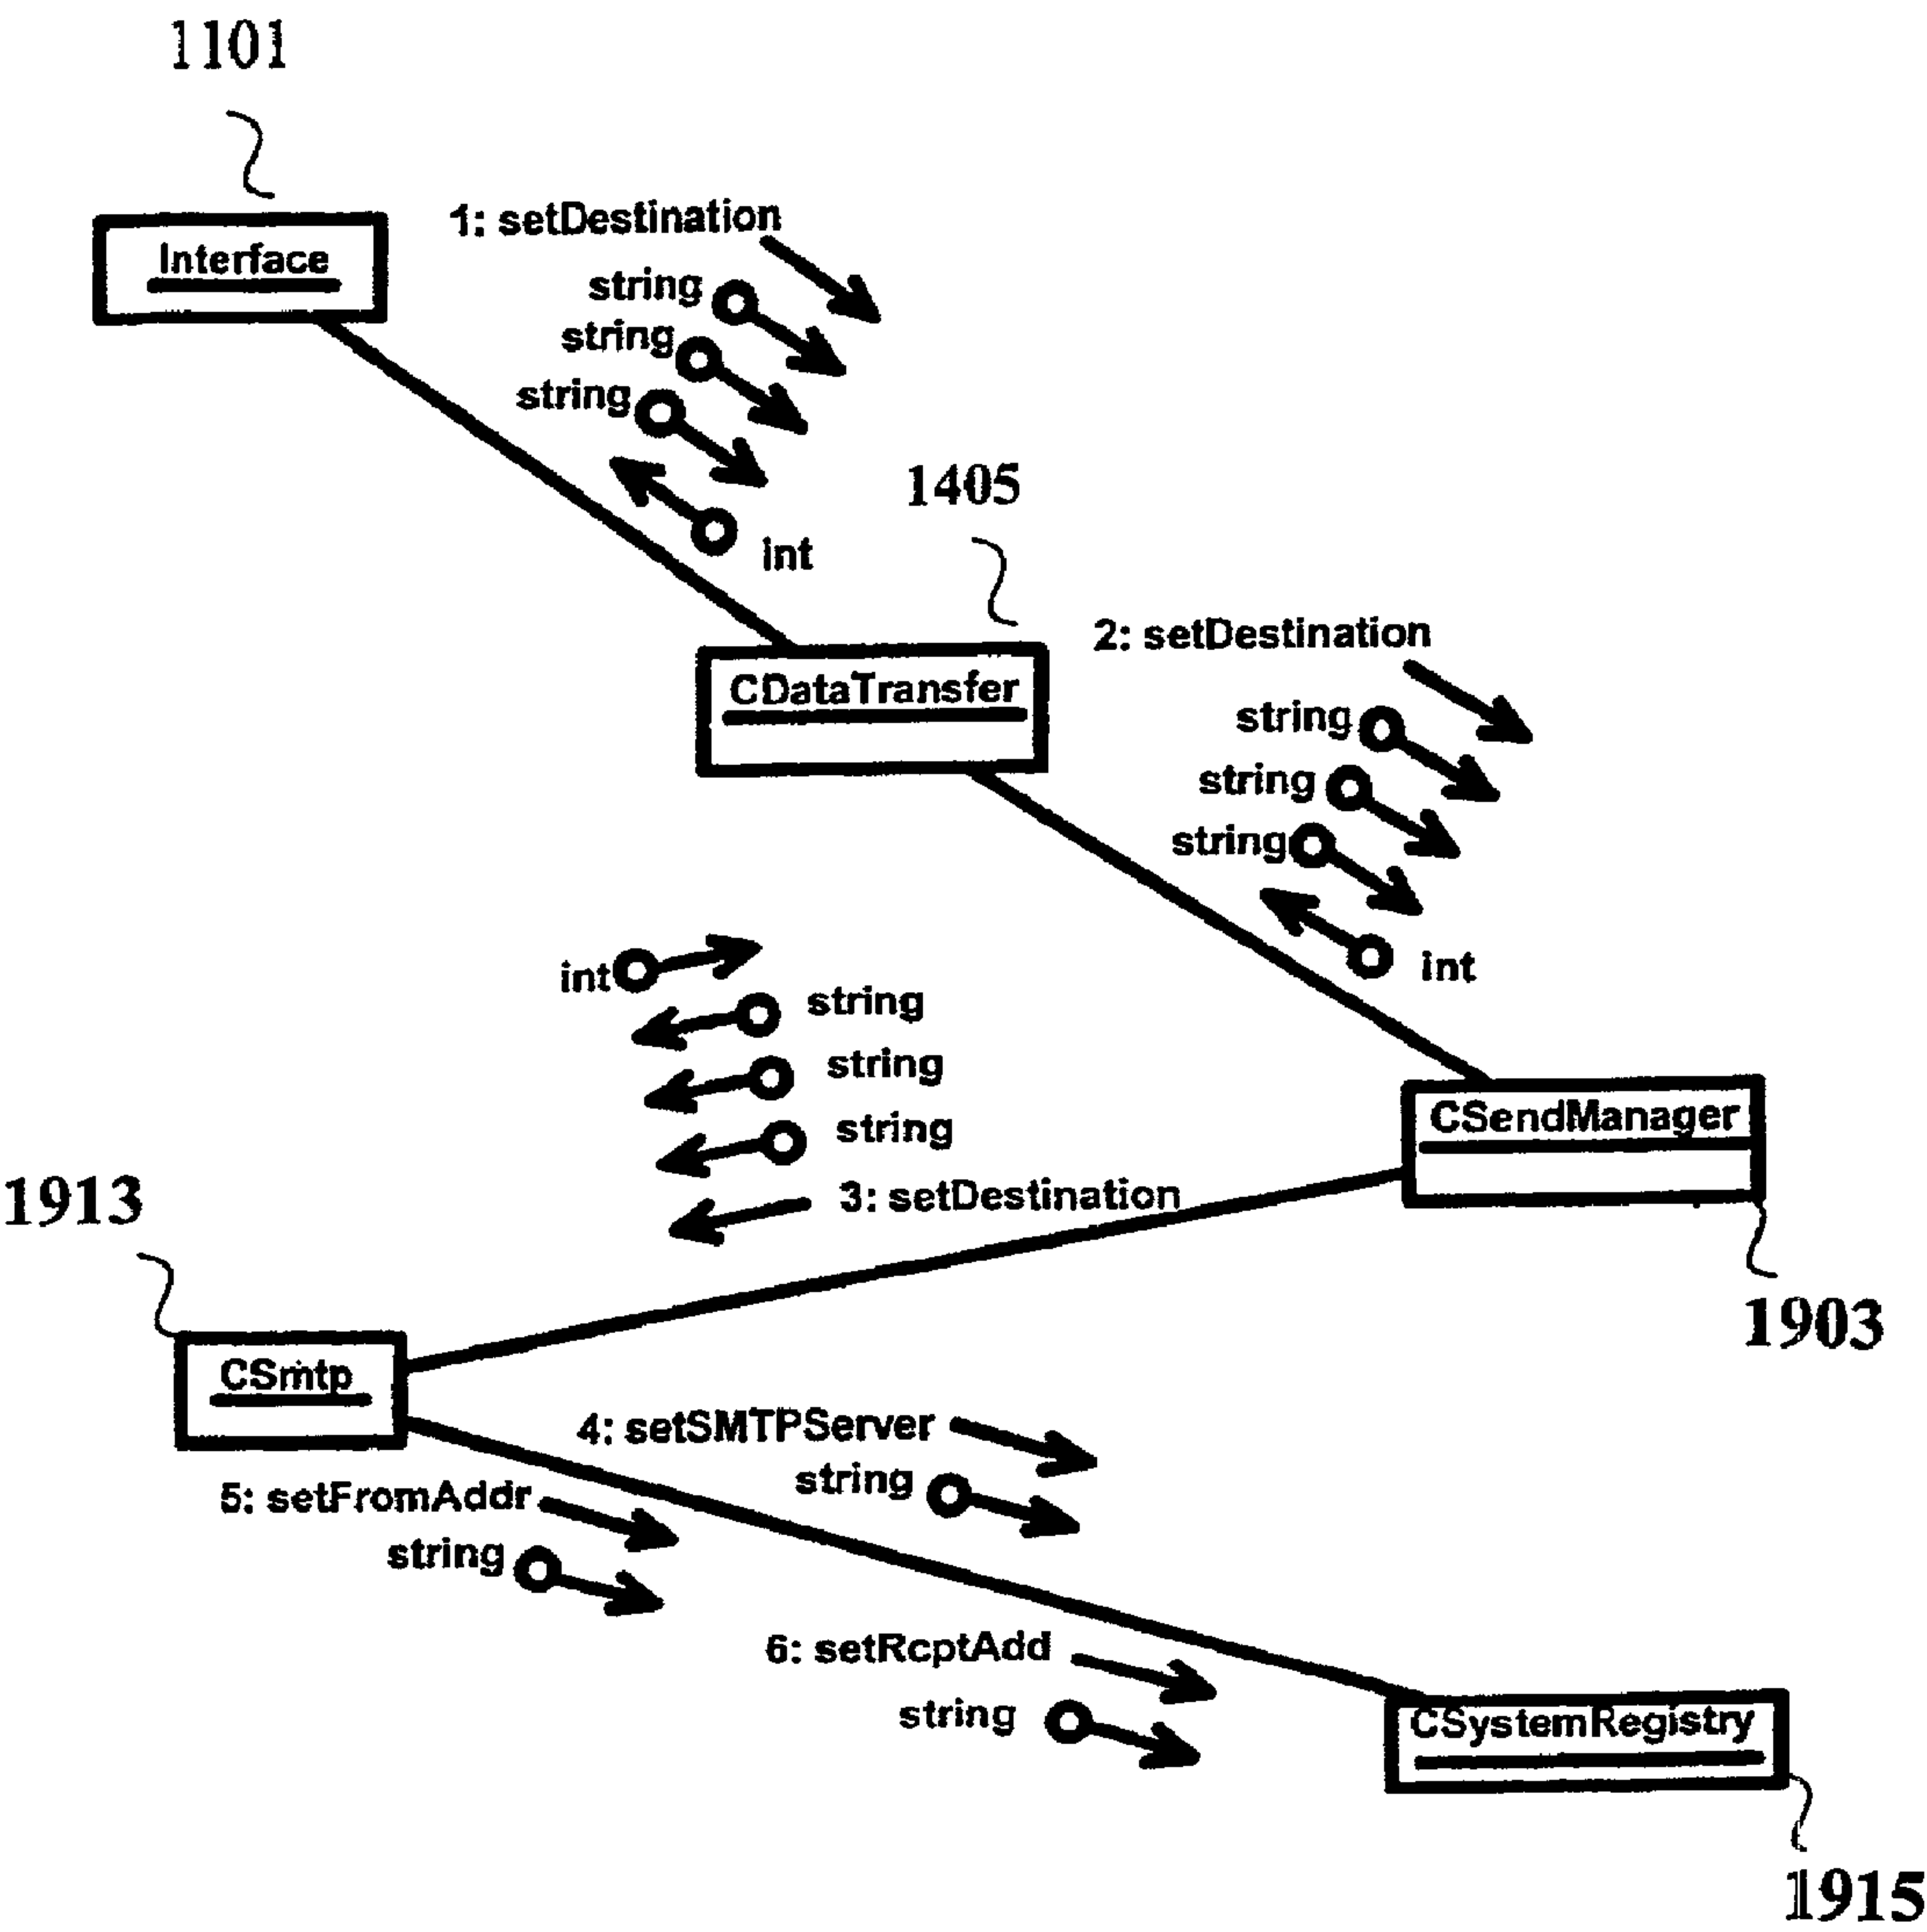 1101
Interface
1: setDestination
string
string
string
int
1405
CDataTransfer
2: setDestination
string
string
string
int
int
string
string
string
3: setDestination
CSendManager
1903
1913
CSmtp
4: setSMTPServer
string
5: setFromAddr
string
6: setRcptAdd
string
CSystemRegistry
1915